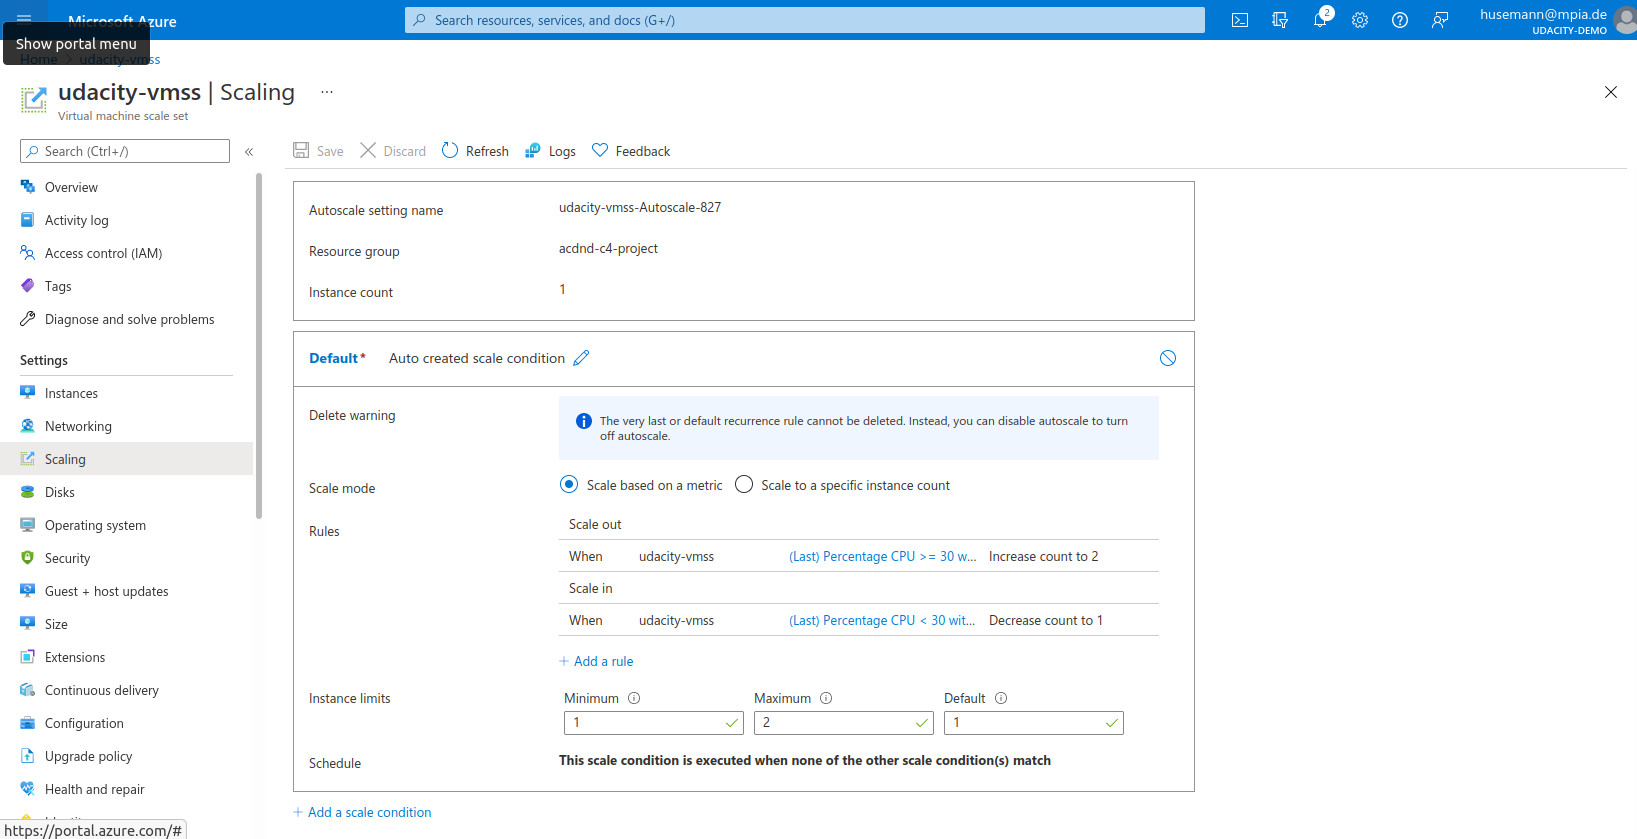 Microsoft Azure
Search resources, services, and docs (G+/)
2
husemann@mpia.de
UDACITY-DEMO
Show portal menu
Home
udacity-vmss
udacity-vmss | Scaling
...
Virtual machine scale set
Search (Ctrl+/)
«
Save
Discard
Refresh
Logs
Feedback
Overview
Activity log
Access control (IAM)
Tags
Diagnose and solve problems
Settings
Instances
Networking
Scaling
Disks
Operating system
Security
Guest + host updates
Size
Extensions
Continuous delivery
Configuration
Upgrade policy
Health and repair
https://portal.azure.com/#
Autoscale setting name
udacity-vmss-Autoscale-827
Resource group
acdnd-c4-project
Instance count
1
Default* Auto created scale condition
Delete warning
The very last or default recurrence rule cannot be deleted. Instead, you can disable autoscale to turn
off autoscale.
Scale mode
Scale based on a metric
Scale to a specific instance count
Rules
Scale out
When udacity-vmss (Last) Percentage CPU >= 30 w... Increase count to 2
Scale in
When udacity-vmss (Last) Percentage CPU < 30 wit... Decrease count to 1
+ Add a rule
Instance limits
Minimum
Maximum
Default
1
2
1
Schedule
This scale condition is executed when none of the other scale condition(s) match
+ Add a scale condition